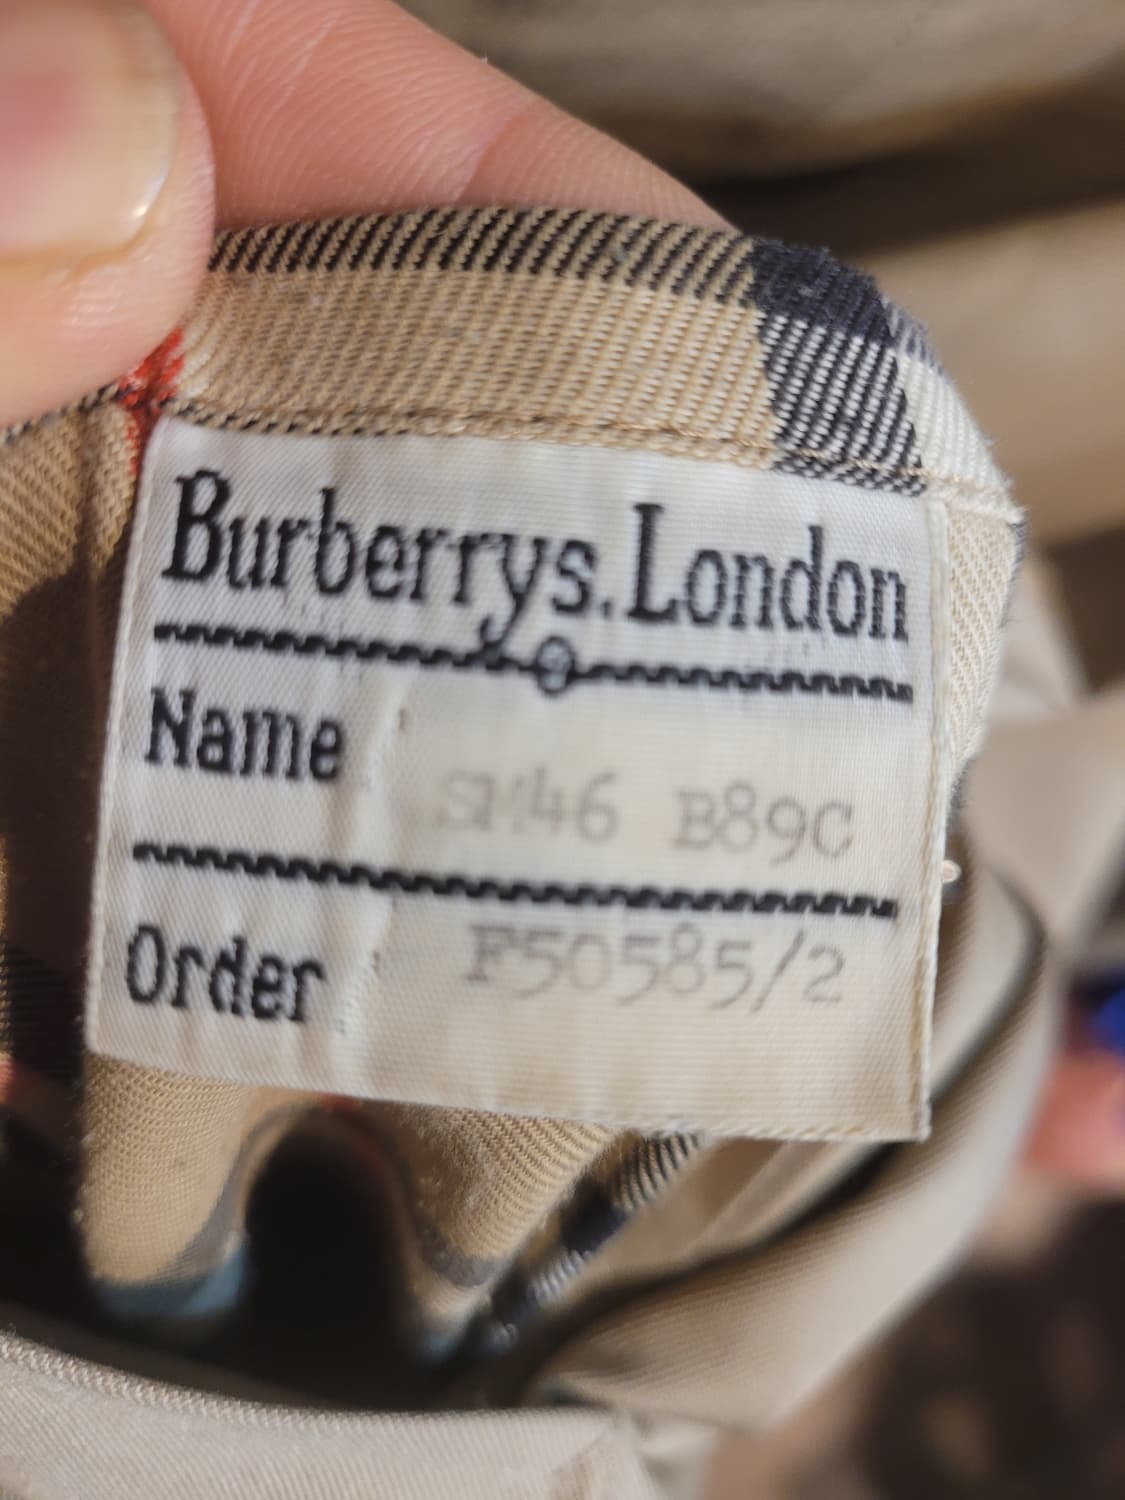 Burberrys. London
Name SM46 B89C
Order F50585/2